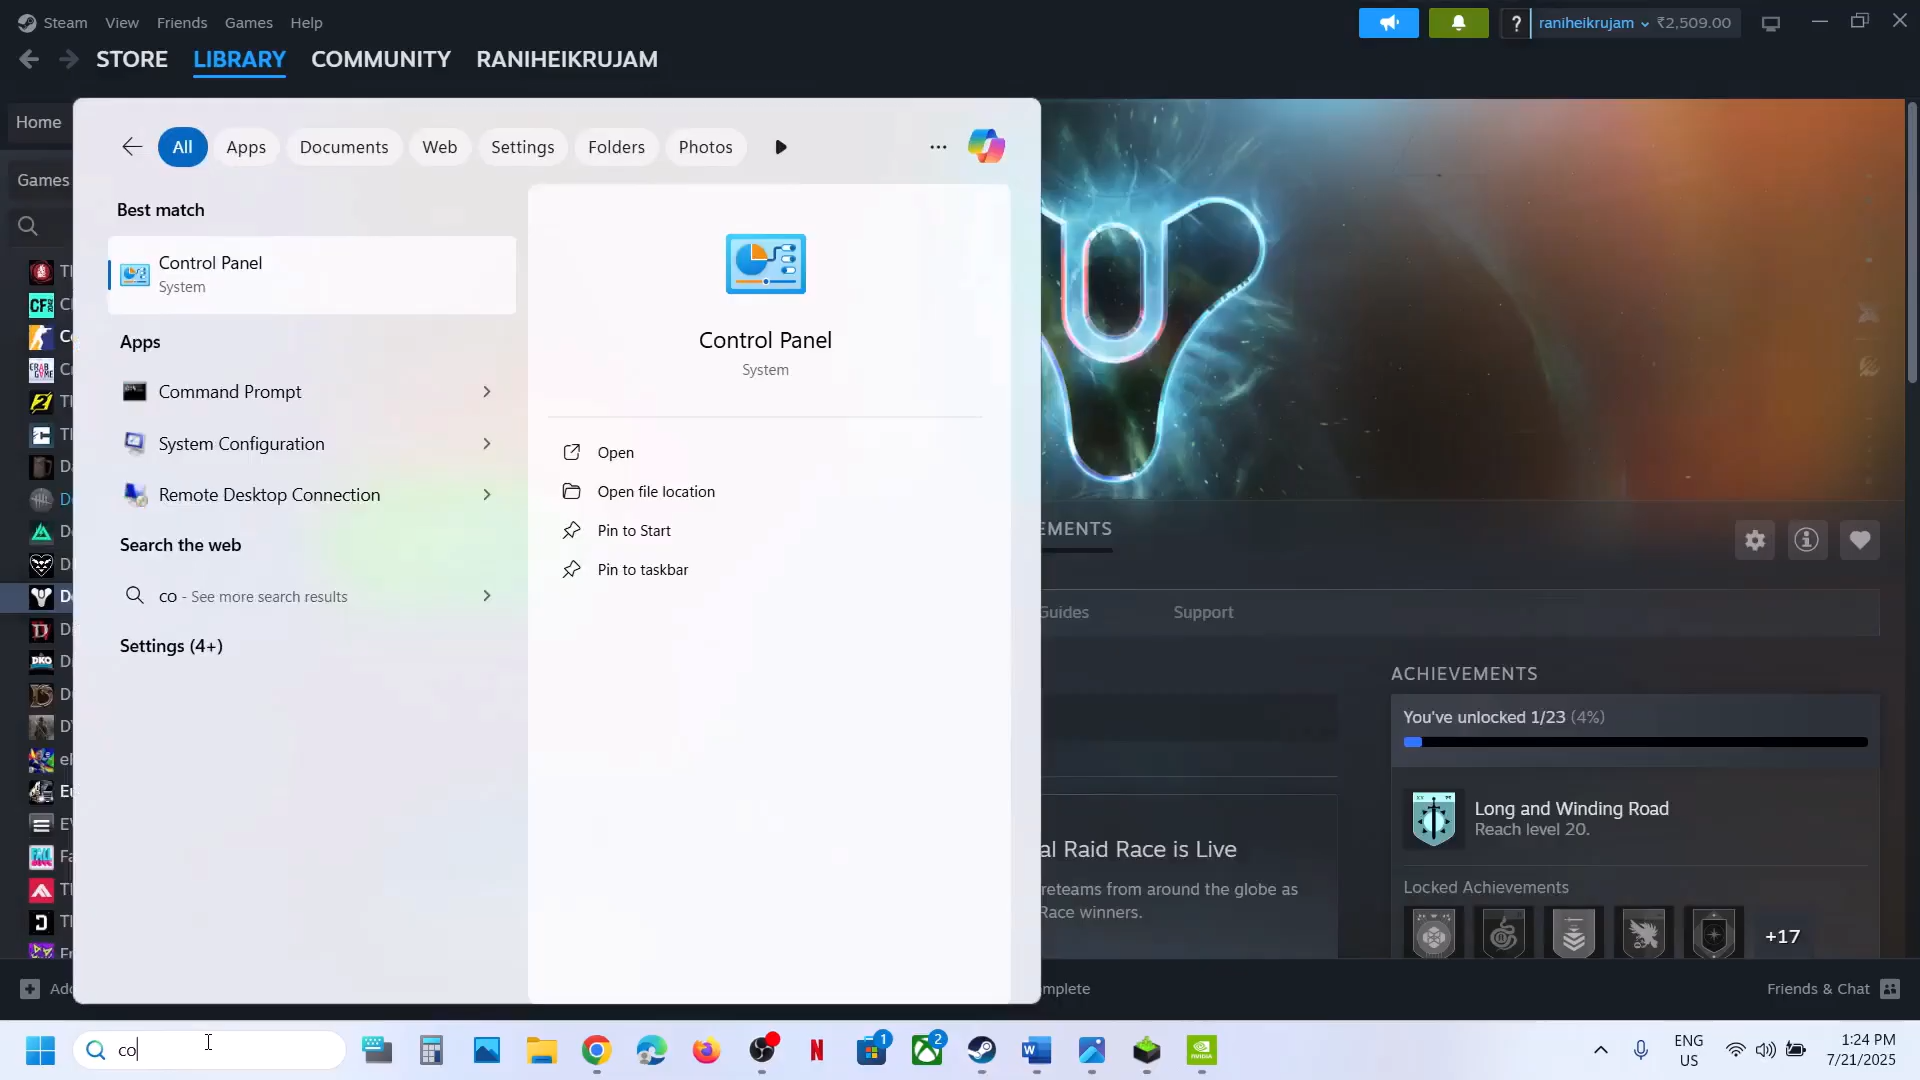 Steam View Friends Games Help
raniheikrujam ₹2,509.00
STORE LIBRARY COMMUNITY RANIHEIKRUJAM
Home
Games
All Apps Documents Web Settings Folders Photos
Best match
Control Panel
System
Apps
Command Prompt
System Configuration
Remote Desktop Connection
Search the web
co - See more search results
Settings (4+)
Control Panel
System
Open
Open file location
Pin to Start
Pin to taskbar
EMENTS
Guides Support
ACHIEVEMENTS
You've unlocked 1/23 (4%)
Long and Winding Road
Reach level 20.
al Raid Race is Live
reteams from around the globe as
Race winners.
Locked Achievements
+17
Add
mplete
Friends & Chat
co
1
2
ENG
US
1:24 PM
7/21/2025